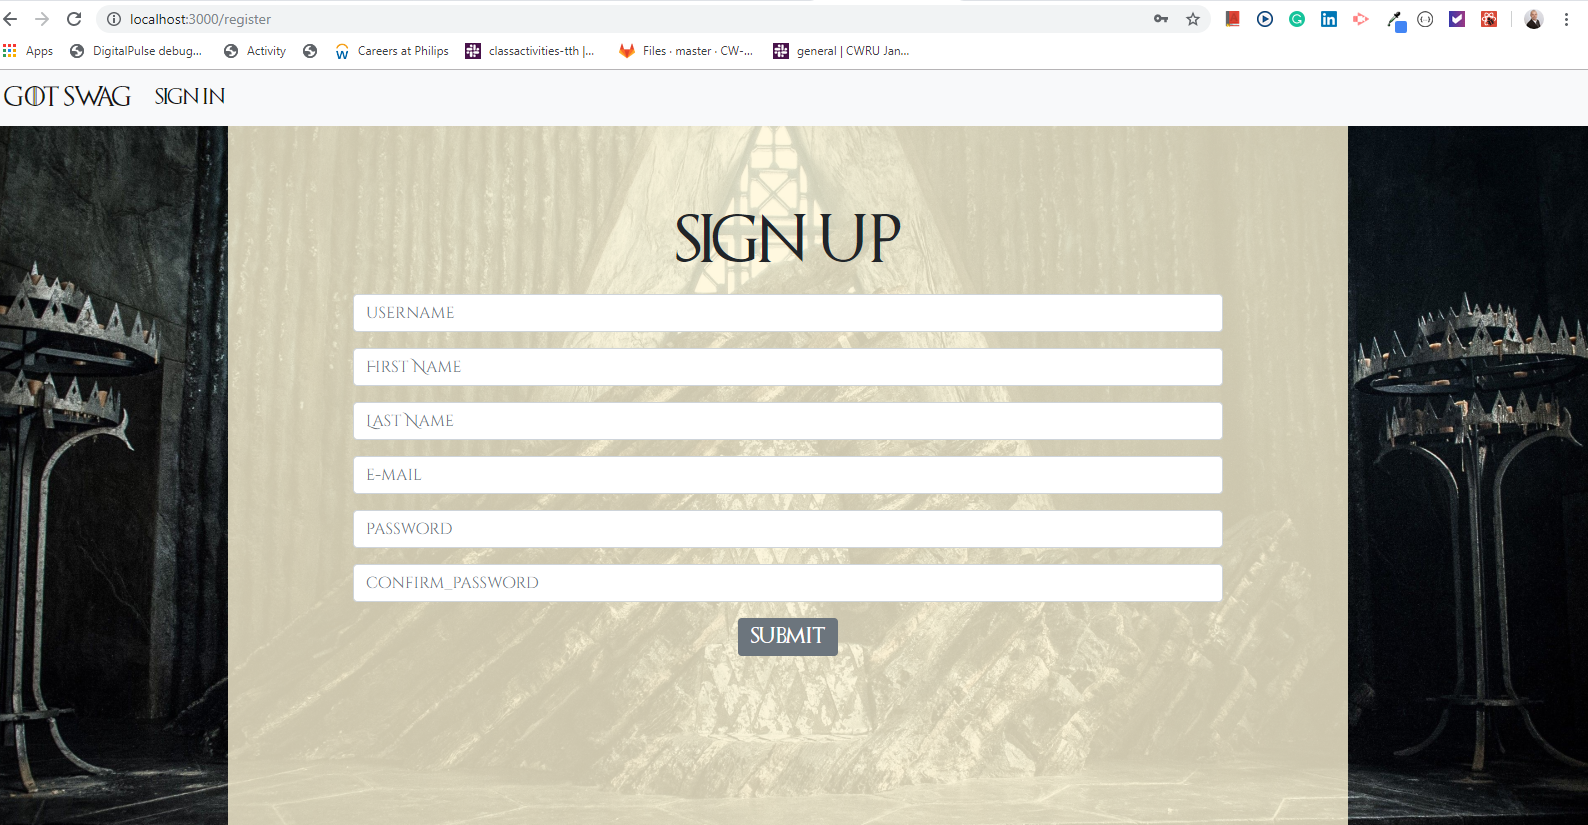 localhost:3000/register
Apps DigitalPulse debug... Activity Careers at Philips classactivities-tth |... Files · master · CW-... general | CWRU Jan...
GOT SWAG SIGN IN
SIGN UP
USERNAME
FIRST NAME
LAST NAME
E-MAIL
PASSWORD
CONFIRM_PASSWORD
SUBMIT